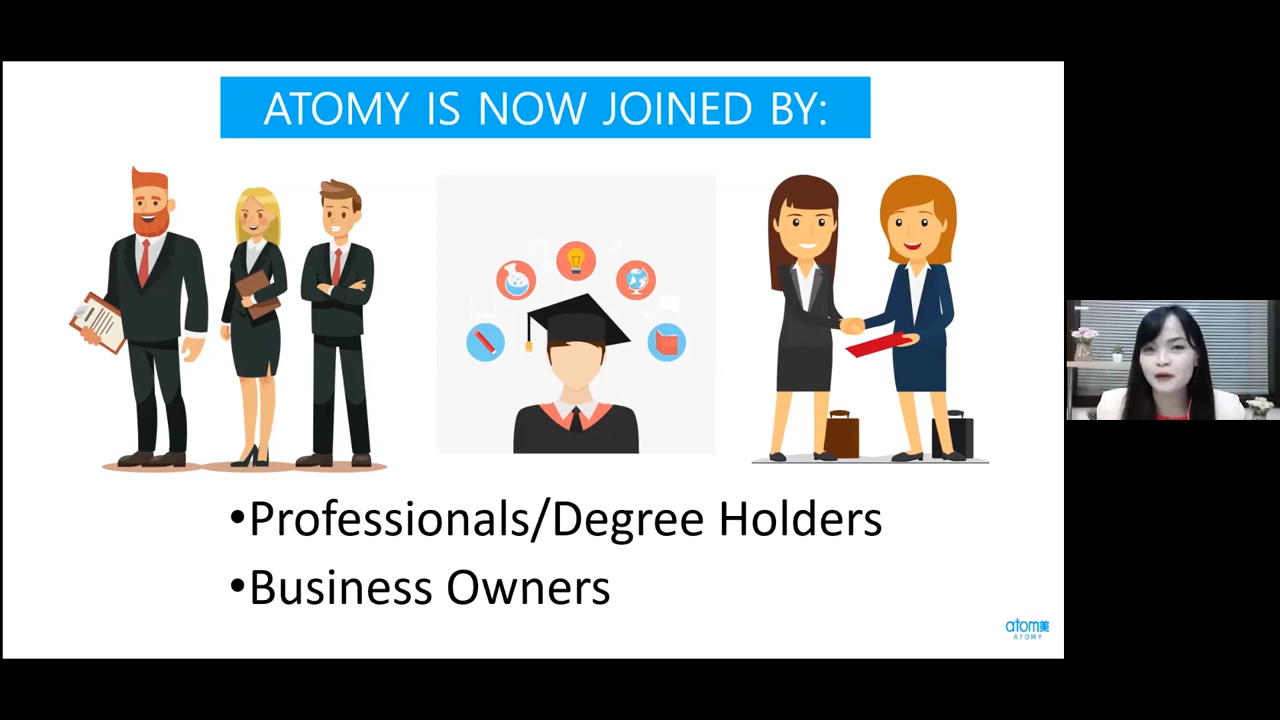 ATOMY IS NOW JOINED BY:
•Professionals/Degree Holders
•Business Owners
atom美
ATOMY